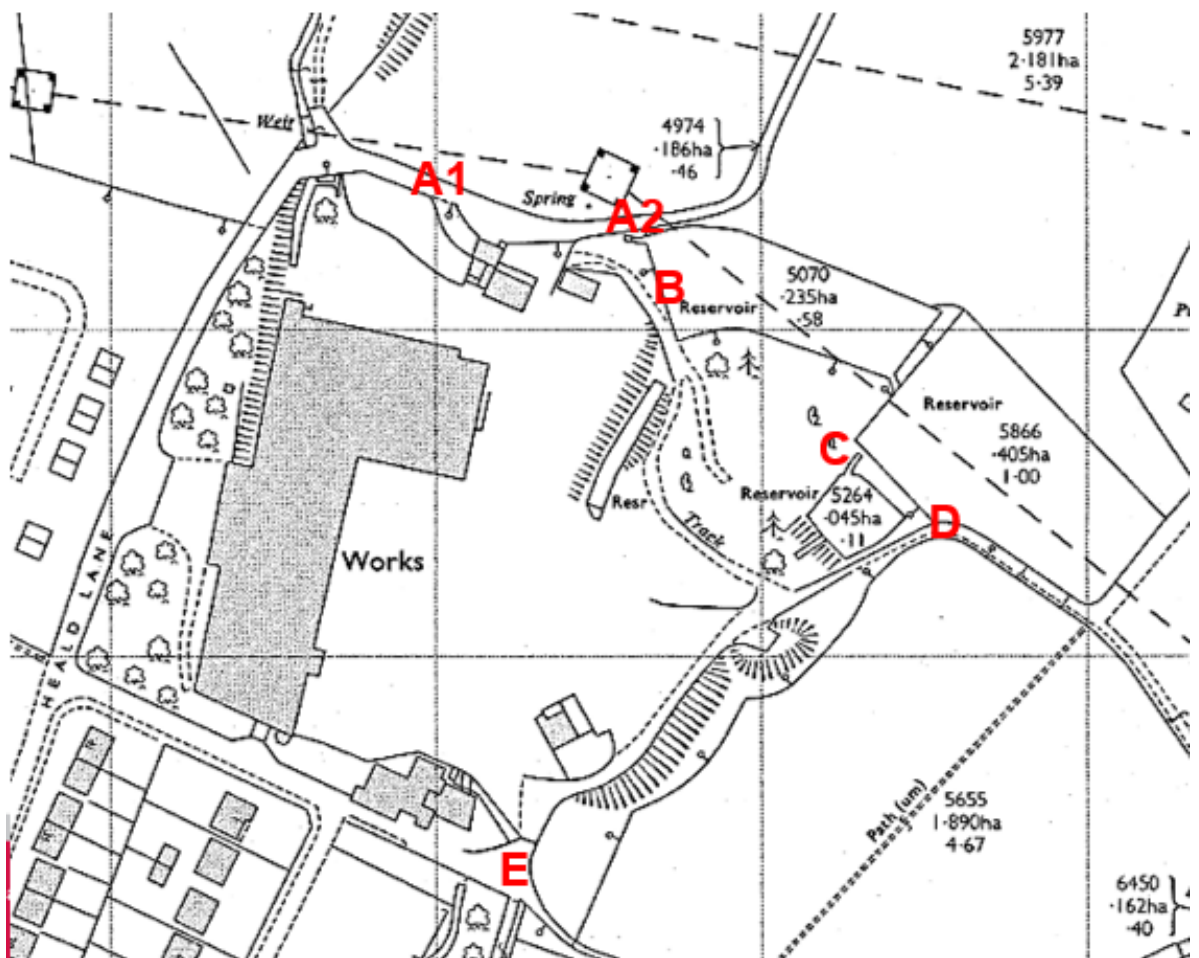 5977
2·181ha
5·39
Weir
4974
·186ha
·46
A1
Spring
A2
B
Reservoir
5070
·235ha
·58
Reservoir
5866
·405ha
1·00
C
Reservoir
5264
·045ha
·11
D
Resr
Track
Works
HEALD LANE
Path (um)
5655
1·890ha
4·67
E
6450
·162ha
·40